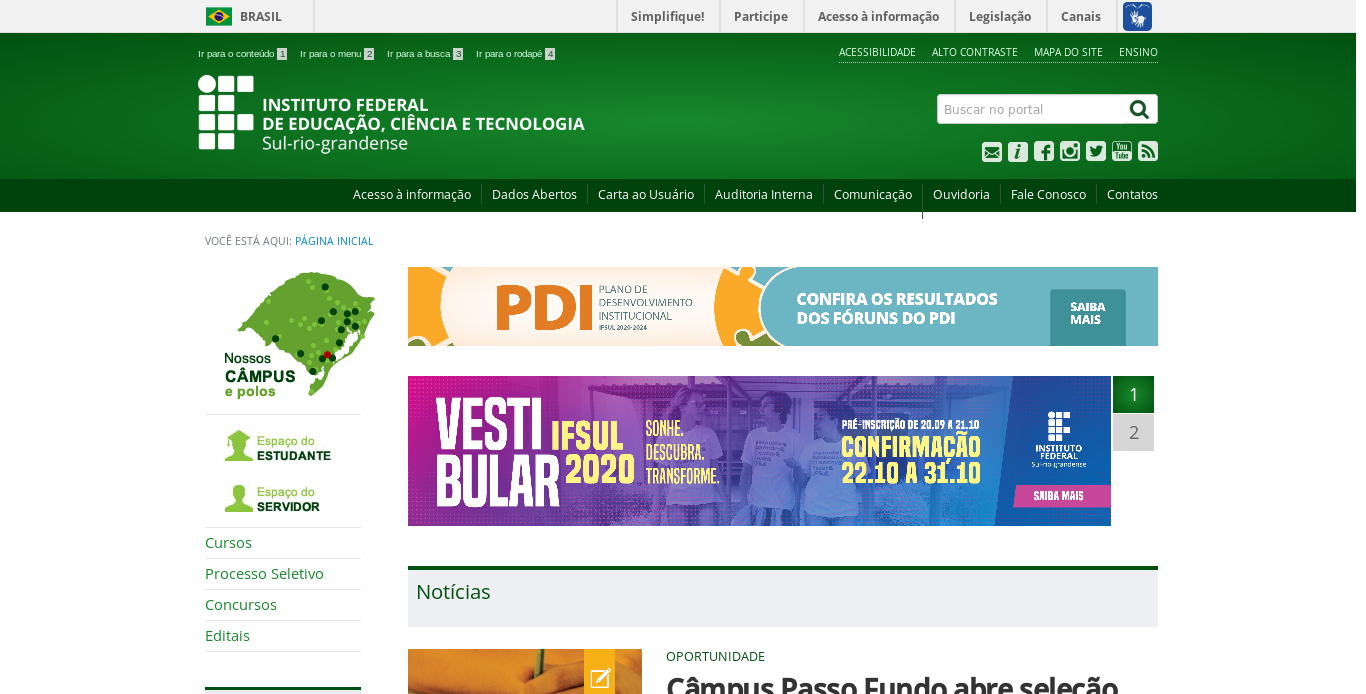 BRASIL
Simplifique!
Participe
Acesso à informação
Legislação
Canais
Ir para o conteúdo 1
Ir para o menu 2
Ir para a busca 3
Ir para o rodapé 4
ACESSIBILIDADE
ALTO CONTRASTE
MAPA DO SITE
ENSINO
INSTITUTO FEDERAL
DE EDUCAÇÃO, CIÊNCIA E TECNOLOGIA
Sul-rio-grandense
Buscar no portal
You
Tube
Acesso à informação
Dados Abertos
Carta ao Usuário
Auditoria Interna
Comunicação
Ouvidoria
Fale Conosco
Contatos
VOCÊ ESTÁ AQUI: PÁGINA INICIAL
Nossos
CÂMPUS
e polos
Espaço do
ESTUDANTE
Espaço do
SERVIDOR
Cursos
Processo Seletivo
Concursos
Editais
PDI
PLANO DE
DESENVOLVIMENTO
INSTITUCIONAL
IFSUL 2020-2024
CONFIRA OS RESULTADOS
DOS FÓRUNS DO PDI
SAIBA
MAIS
VESTI
BULAR
IFSUL
2020
SONHE.
DESCUBRA.
TRANSFORME.
PRÉ-INSCRIÇÃO DE 20.09 A 21.10
CONFIRMAÇÃO
22.10 A 31.10
INSTITUTO
FEDERAL
Sul-rio-grandense
SAIBA MAIS
1
2
Notícias
OPORTUNIDADE
Câmpus Passo Fundo abre seleção